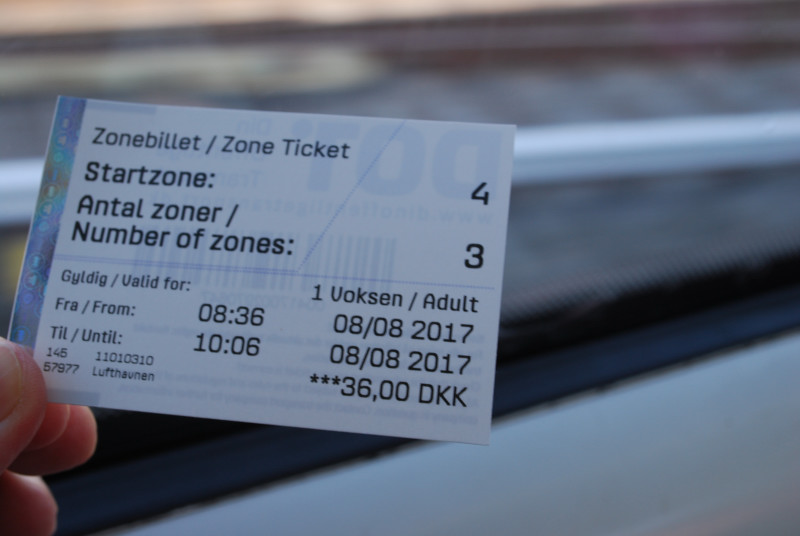 Zonebillet / Zone Ticket
Startzone: 4
Antal zoner /
Number of zones: 3
Gyldig / Valid for: 1 Voksen / Adult
Fra / From: 08:36 08/08 2017
Til / Until: 10:06 08/08 2017
145 11010310
57977 Lufthavnen
***36,00 DKK